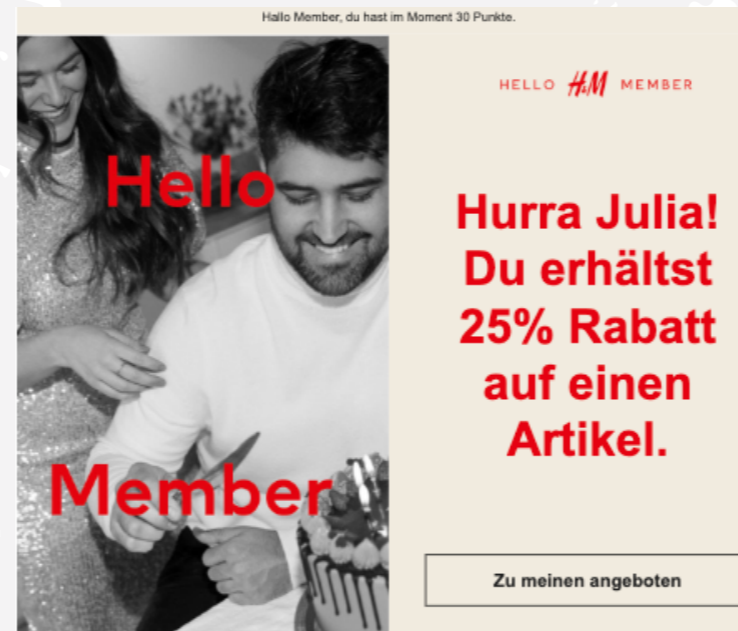 Hallo Member, du hast im Moment 30 Punkte.
Hello
Member
HELLO H&M MEMBER
Hurra Julia!
Du erhältst
25% Rabatt
auf einen
Artikel.
Zu meinen angeboten